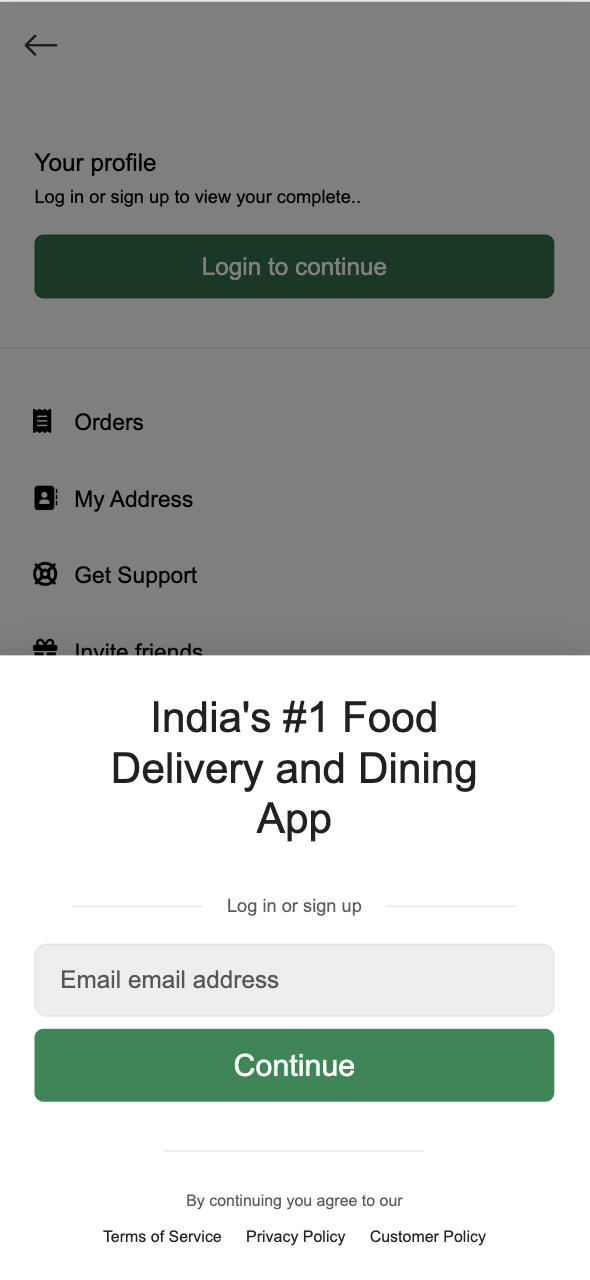 Your profile
Log in or sign up to view your complete..
Login to continue
Orders
My Address
Get Support
Invite friends
India's #1 Food
Delivery and Dining
App
Log in or sign up
Email email address
Continue
By continuing you agree to our
Terms of Service Privacy Policy Customer Policy